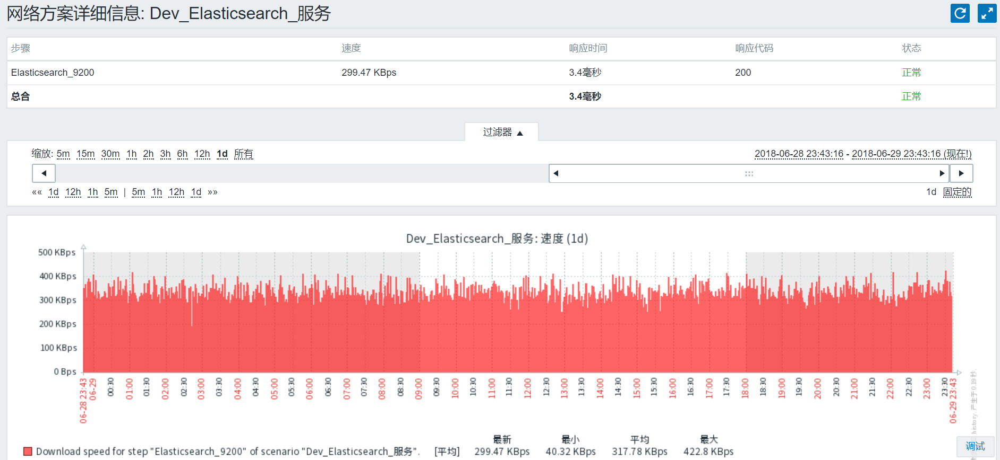 网络方案详细信息: Dev_Elasticsearch_服务
步骤 速度 响应时间 响应代码 状态
Elasticsearch_9200 299.47 KBps 3.4毫秒 200 正常
总合 3.4毫秒 正常
过滤器 ▲
缩放: 5m 15m 30m 1h 2h 3h 6h 12h 1d 所有 2018-06-28 23:43:16 - 2018-06-29 23:43:16 (现在!)
«« 1d 12h 1h 5m | 5m 1h 12h 1d »» 1d 固定的
Dev_Elasticsearch_服务: 速度 (1d)
500 KBps
400 KBps
300 KBps
200 KBps
100 KBps
0 Bps
06-28 23:43 06-29 00:30 01:00 01:30 02:00 02:30 03:00 03:30 04:00 04:30 05:00 05:30 06:00 06:30 07:00 07:30 08:00 08:30 09:00 09:30 10:00 10:30 11:00 11:30 12:00 12:30 13:00 13:30 14:00 14:30 15:00 15:30 16:00 16:30 17:00 17:30 18:00 18:30 19:00 19:30 20:00 20:30 21:00 21:30 22:00 22:30 23:00 23:30 06-29 23:43
history. 产生于 0.19 秒.
最新 最小 平均 最大
Download speed for step "Elasticsearch_9200" of scenario "Dev_Elasticsearch_服务". [平均] 299.47 KBps 40.32 KBps 317.78 KBps 422.8 KBps
调试